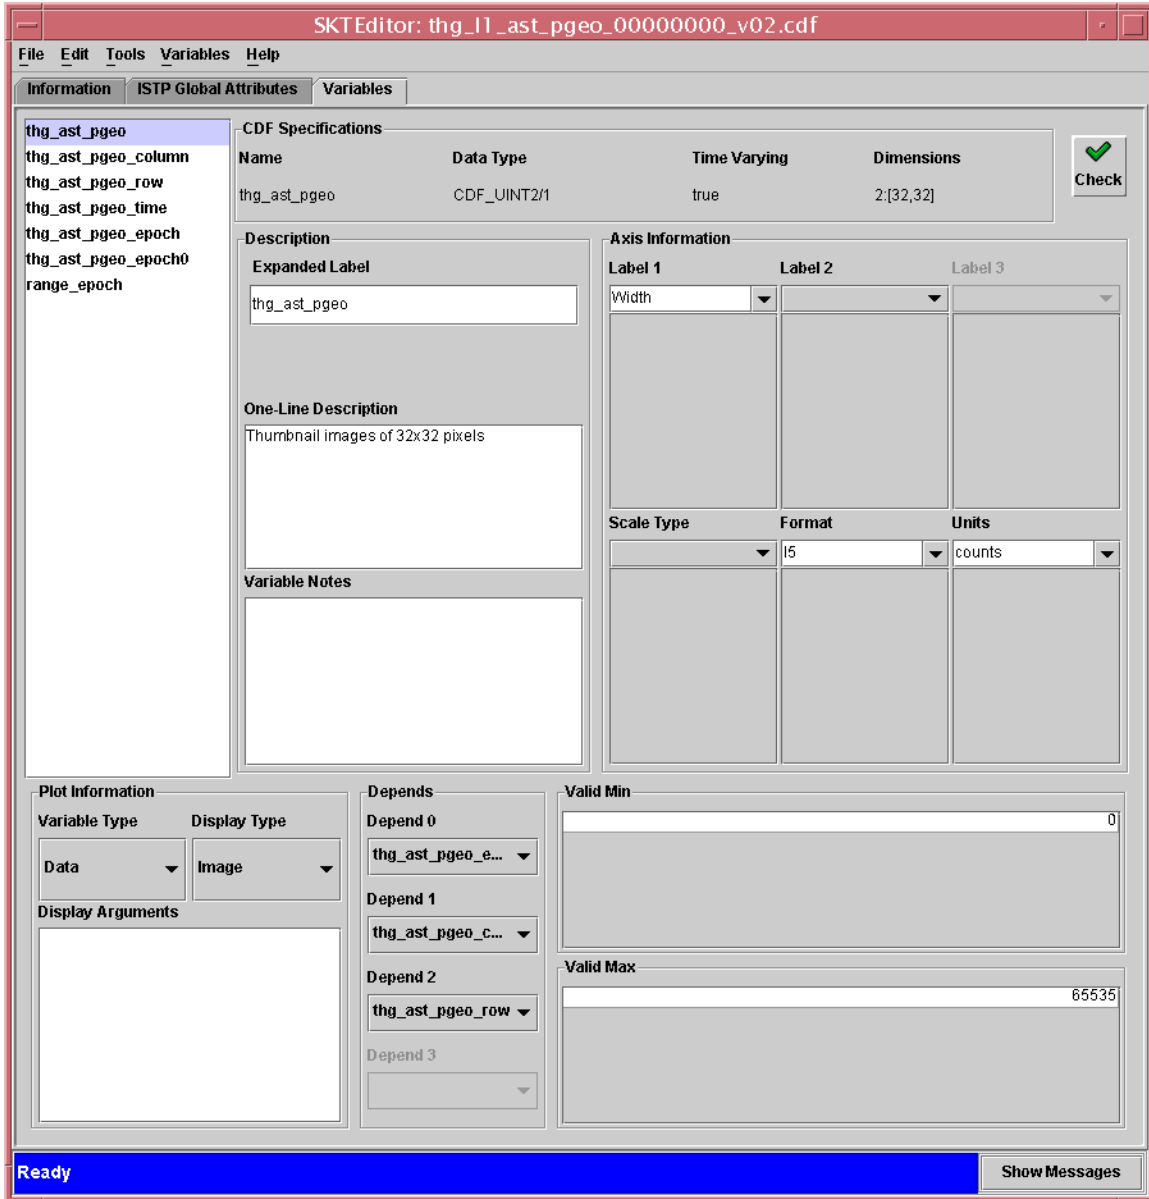 SKTEditor: thg_l1_ast_pgeo_00000000_v02.cdf
File Edit Tools Variables Help
Information ISTP Global Attributes Variables
thg_ast_pgeo
thg_ast_pgeo_column
thg_ast_pgeo_row
thg_ast_pgeo_time
thg_ast_pgeo_epoch
thg_ast_pgeo_epoch0
range_epoch
CDF Specifications
Name Data Type Time Varying Dimensions
thg_ast_pgeo CDF_UINT2/1 true 2:[32,32]
Check
Description
Expanded Label
thg_ast_pgeo
One-Line Description
Thumbnail images of 32x32 pixels
Variable Notes
Axis Information
Label 1 Label 2 Label 3
Width
Scale Type Format Units
I5 counts
Plot Information
Variable Type Display Type
Data Image
Display Arguments
Depends
Depend 0
thg_ast_pgeo_e...
Depend 1
thg_ast_pgeo_c...
Depend 2
thg_ast_pgeo_row
Depend 3
Valid Min
0
Valid Max
65535
Ready
Show Messages